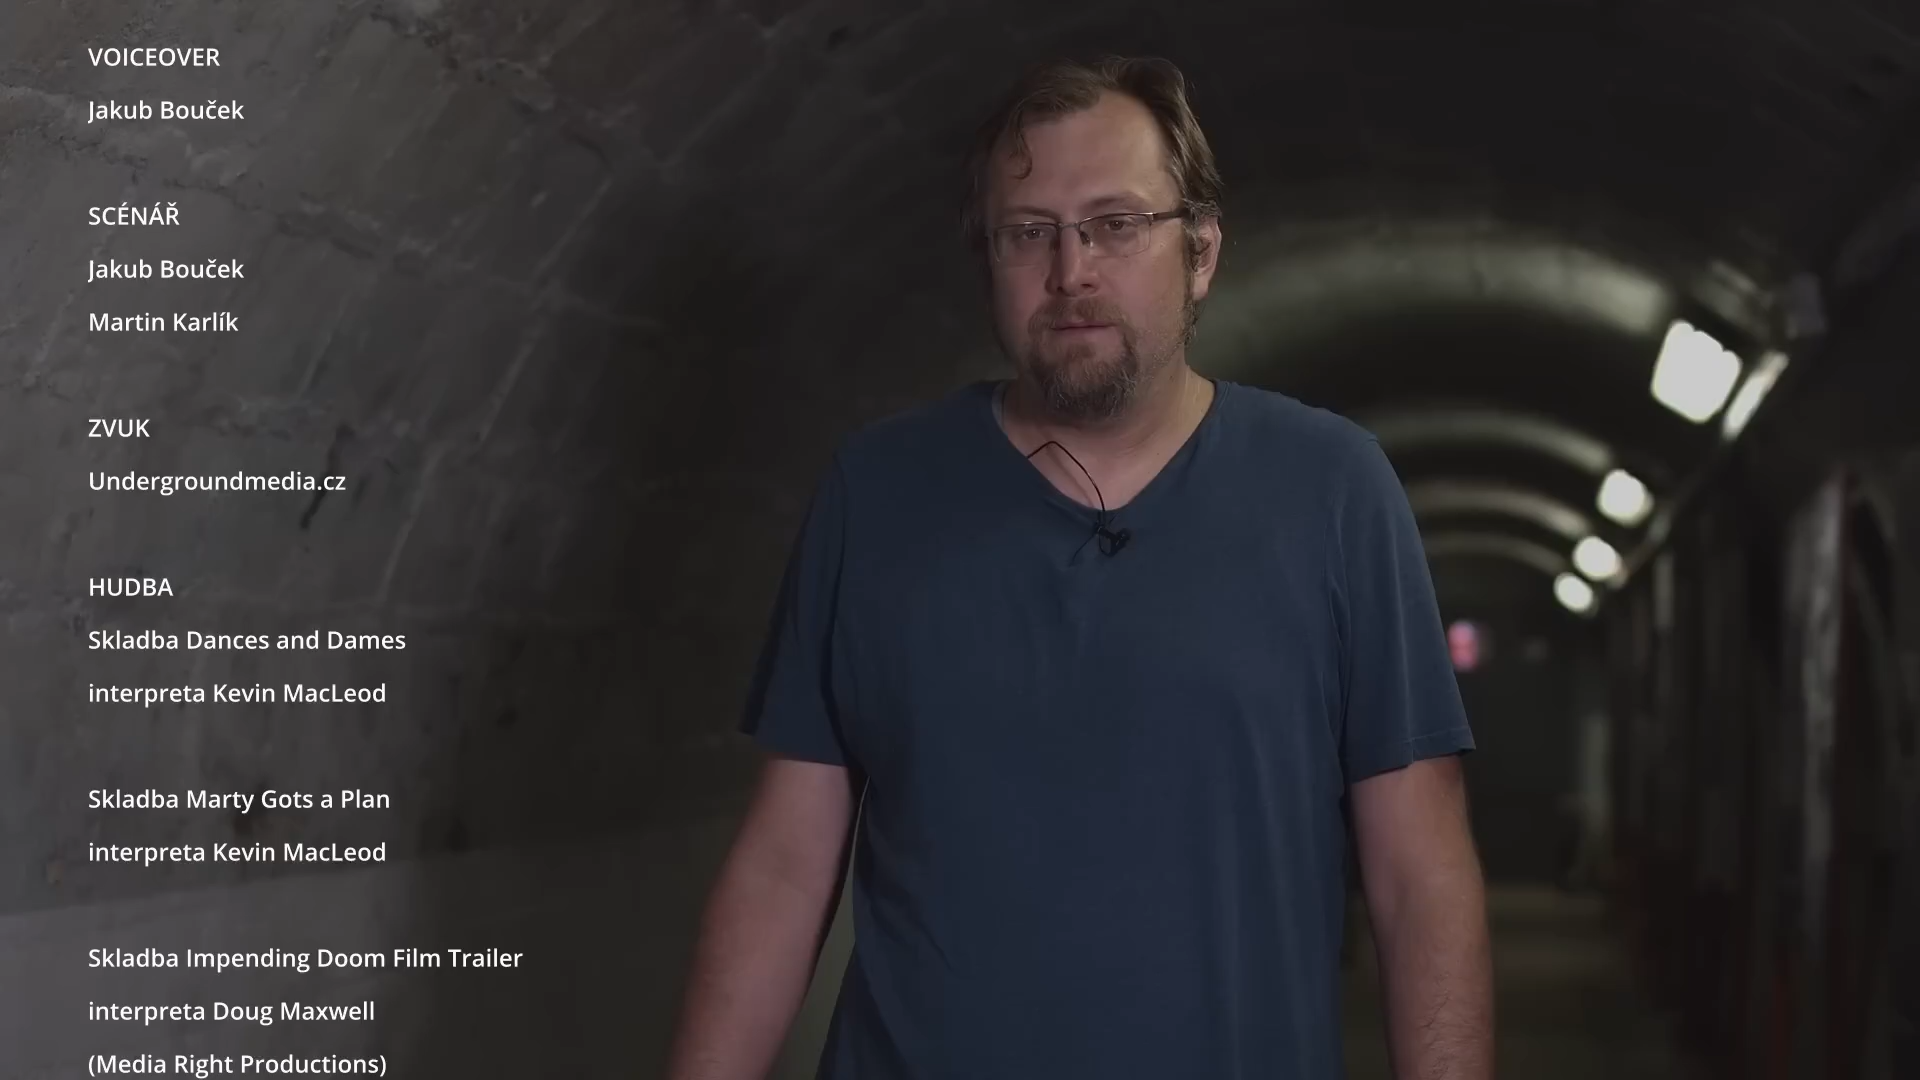 VOICEOVER
Jakub Bouček
SCÉNÁŘ
Jakub Bouček
Martin Karlík
ZVUK
Undergroundmedia.cz
HUDBA
Skladba Dances and Dames
interpreta Kevin MacLeod
Skladba Marty Gots a Plan
interpreta Kevin MacLeod
Skladba Impending Doom Film Trailer
interpreta Doug Maxwell
(Media Right Productions)